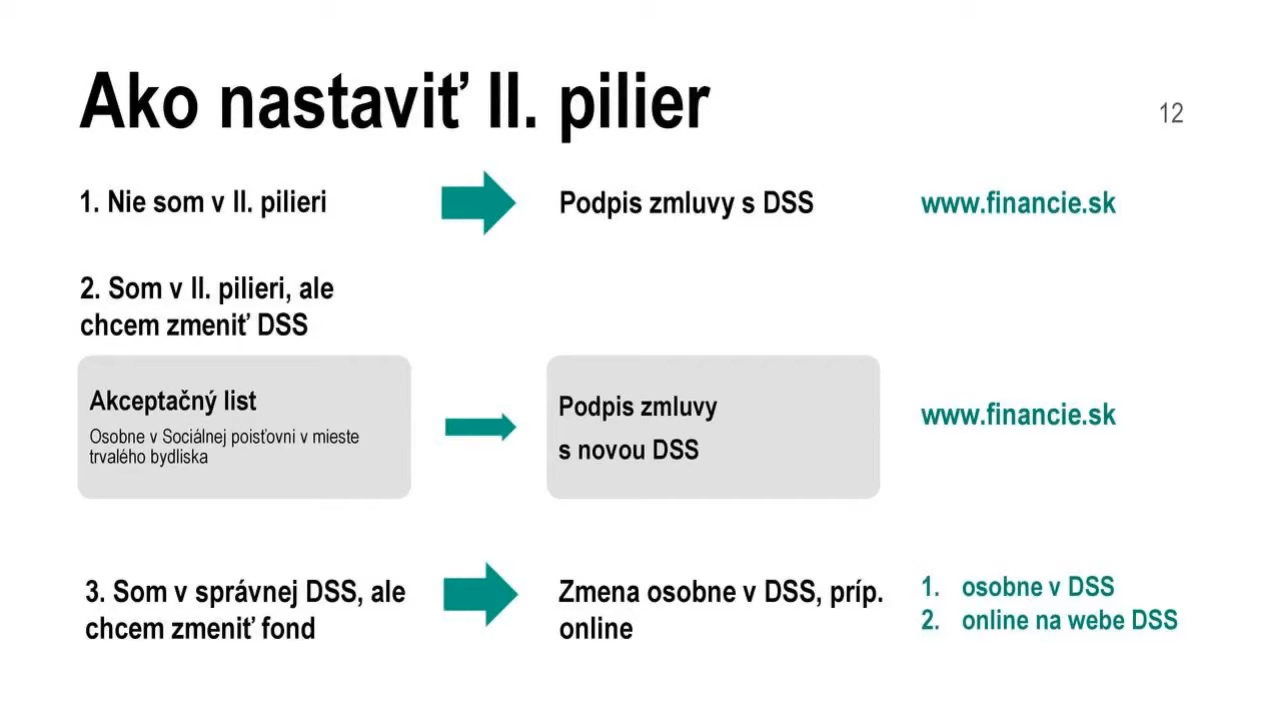 Ako nastaviť II. pilier
12
1. Nie som v II. pilieri
Podpis zmluvy s DSS
www.financie.sk
2. Som v II. pilieri, ale
chcem zmeniť DSS
Akceptačný list
Osobne v Sociálnej poisťovni v mieste
trvalého bydliska
Podpis zmluvy
s novou DSS
www.financie.sk
3. Som v správnej DSS, ale
chcem zmeniť fond
Zmena osobne v DSS, príp.
online
1. osobne v DSS
2. online na webe DSS